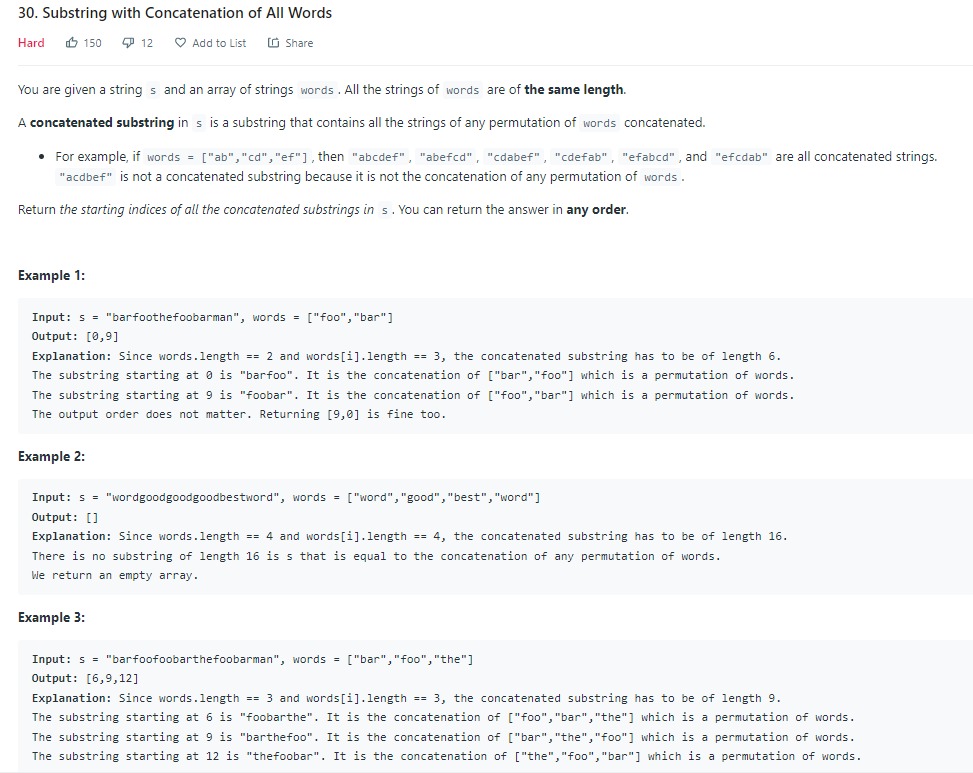 30. Substring with Concatenation of All Words
Hard 150 12 Add to List Share
You are given a string s and an array of strings words . All the strings of words are of the same length.
A concatenated substring in s is a substring that contains all the strings of any permutation of words concatenated.
• For example, if words = ["ab","cd","ef"] , then "abcdef" , "abefcd" , "cdabef" , "cdefab" , "efabcd" , and "efcdab" are all concatenated strings.
"acdbef" is not a concatenated substring because it is not the concatenation of any permutation of words .
Return the starting indices of all the concatenated substrings in s . You can return the answer in any order.
Example 1:
Input: s = "barfoothefoobarman", words = ["foo","bar"]
Output: [0,9]
Explanation: Since words.length == 2 and words[i].length == 3, the concatenated substring has to be of length 6.
The substring starting at 0 is "barfoo". It is the concatenation of ["bar","foo"] which is a permutation of words.
The substring starting at 9 is "foobar". It is the concatenation of ["foo","bar"] which is a permutation of words.
The output order does not matter. Returning [9,0] is fine too.
Example 2:
Input: s = "wordgoodgoodgoodbestword", words = ["word","good","best","word"]
Output: []
Explanation: Since words.length == 4 and words[i].length == 4, the concatenated substring has to be of length 16.
There is no substring of length 16 is s that is equal to the concatenation of any permutation of words.
We return an empty array.
Example 3:
Input: s = "barfoofoobarthefoobarman", words = ["bar","foo","the"]
Output: [6,9,12]
Explanation: Since words.length == 3 and words[i].length == 3, the concatenated substring has to be of length 9.
The substring starting at 6 is "foobarthe". It is the concatenation of ["foo","bar","the"] which is a permutation of words.
The substring starting at 9 is "barthefoo". It is the concatenation of ["bar","the","foo"] which is a permutation of words.
The substring starting at 12 is "thefoobar". It is the concatenation of ["the","foo","bar"] which is a permutation of words.